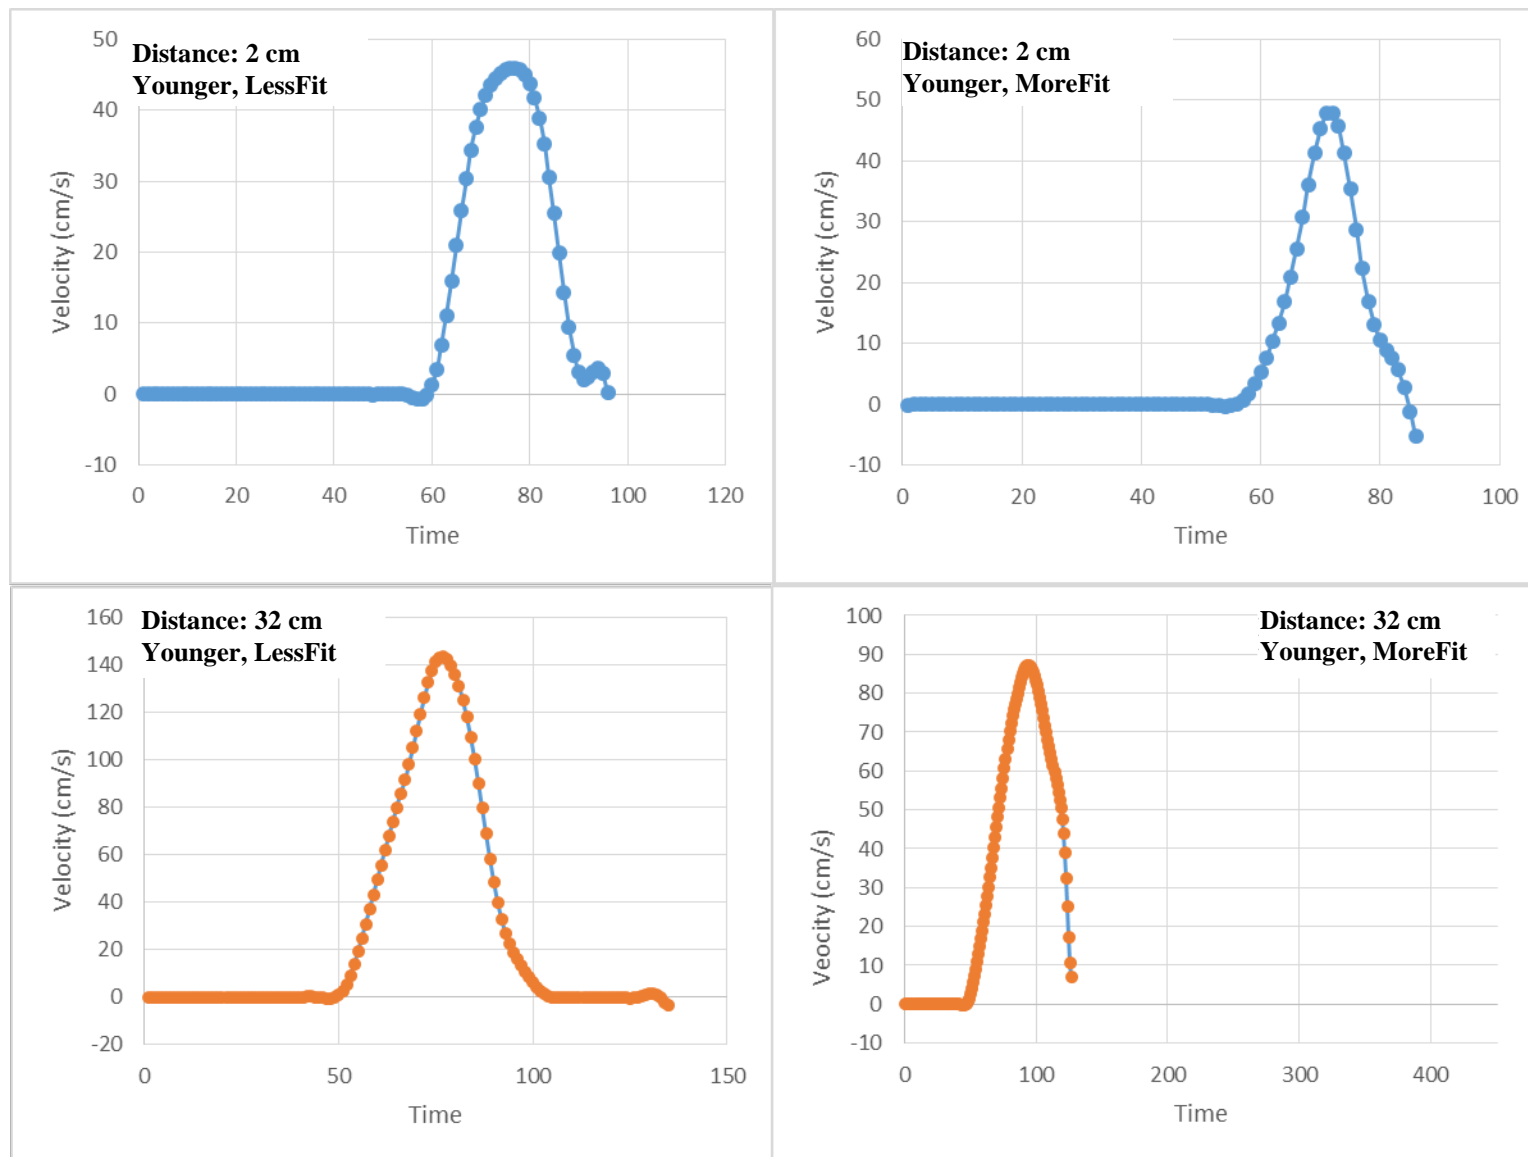 Distance: 2 cm
Younger, LessFit
50
40
30
20
10
0
-10
Velocity (cm/s)
0 20 40 60 80 100 120
Time
Distance: 2 cm
Younger, MoreFit
60
50
40
30
20
10
0
-10
Velocity (cm/s)
0 20 40 60 80 100
Time
Distance: 32 cm
Younger, LessFit
160
140
120
100
80
60
40
20
0
-20
Velocity (cm/s)
0 50 100 150
Time
Distance: 32 cm
Younger, MoreFit
100
90
80
70
60
50
40
30
20
10
0
-10
Veocity (cm/s)
0 100 200 300 400
Time